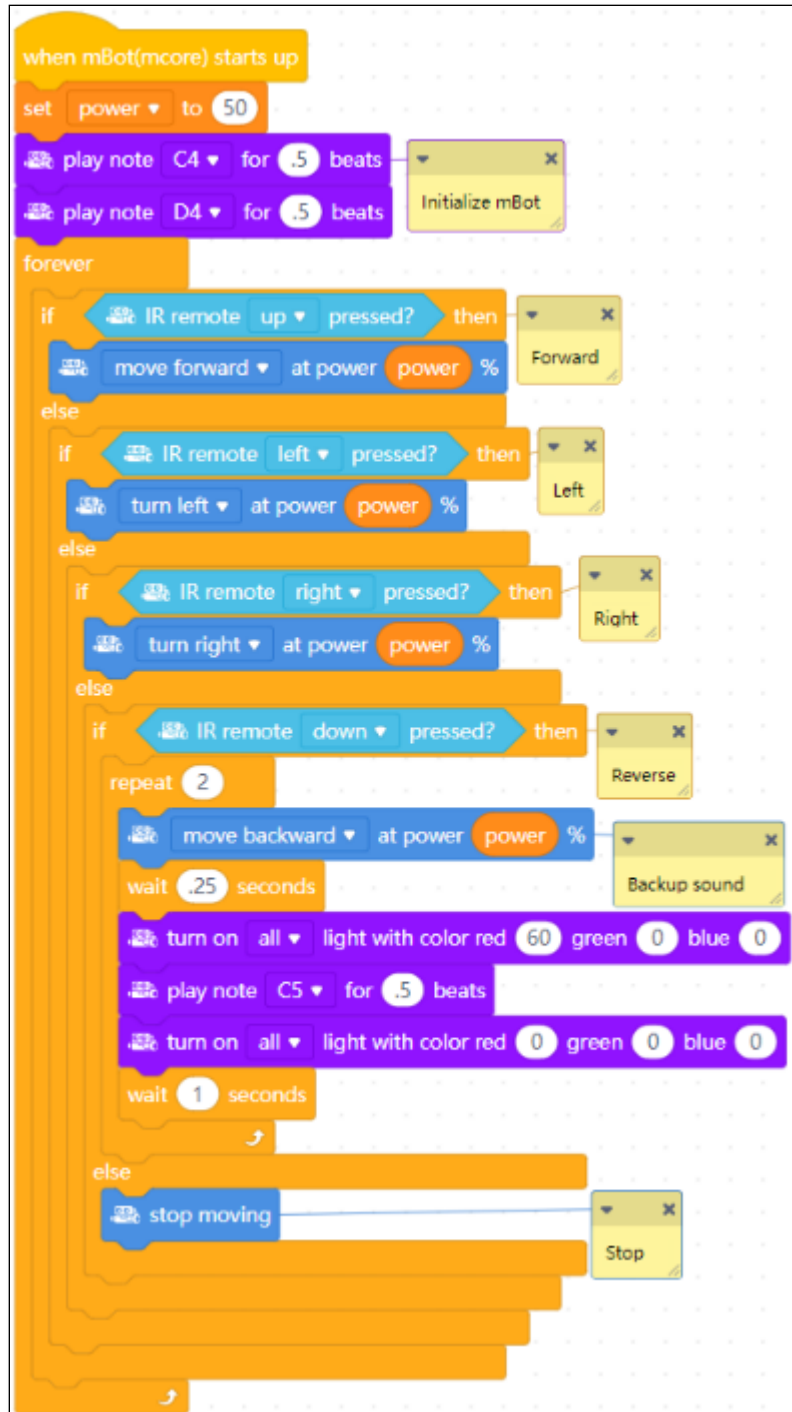 when mBot(mcore) starts up
set power to 50
play note C4 for .5 beats
Initialize mBot
play note D4 for .5 beats
forever
if IR remote up pressed? then
Forward
move forward at power power %
else
if IR remote left pressed? then
Left
turn left at power power %
else
if IR remote right pressed? then
Right
turn right at power power %
else
if IR remote down pressed? then
Reverse
repeat 2
move backward at power power %
Backup sound
wait .25 seconds
turn on all light with color red 60 green 0 blue 0
play note C5 for .5 beats
turn on all light with color red 0 green 0 blue 0
wait 1 seconds
else
stop moving
Stop